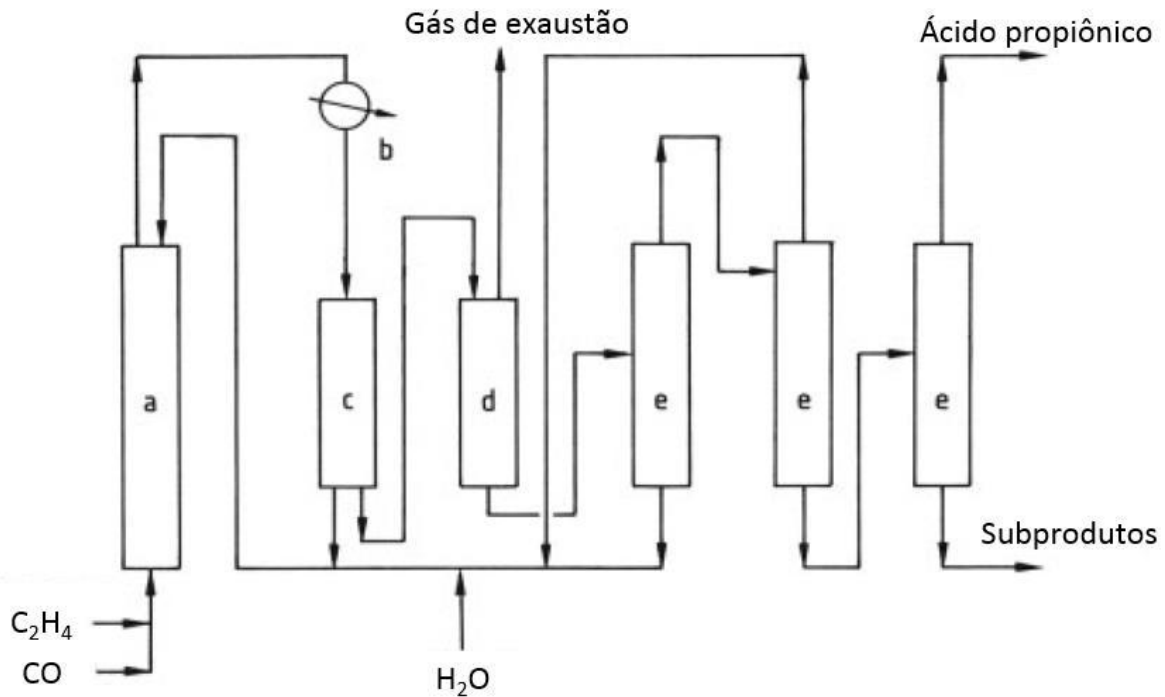 Gás de exaustão
Ácido propiônico
b
a
c
d
e
e
e
Subprodutos
C₂H₄
CO
H₂O